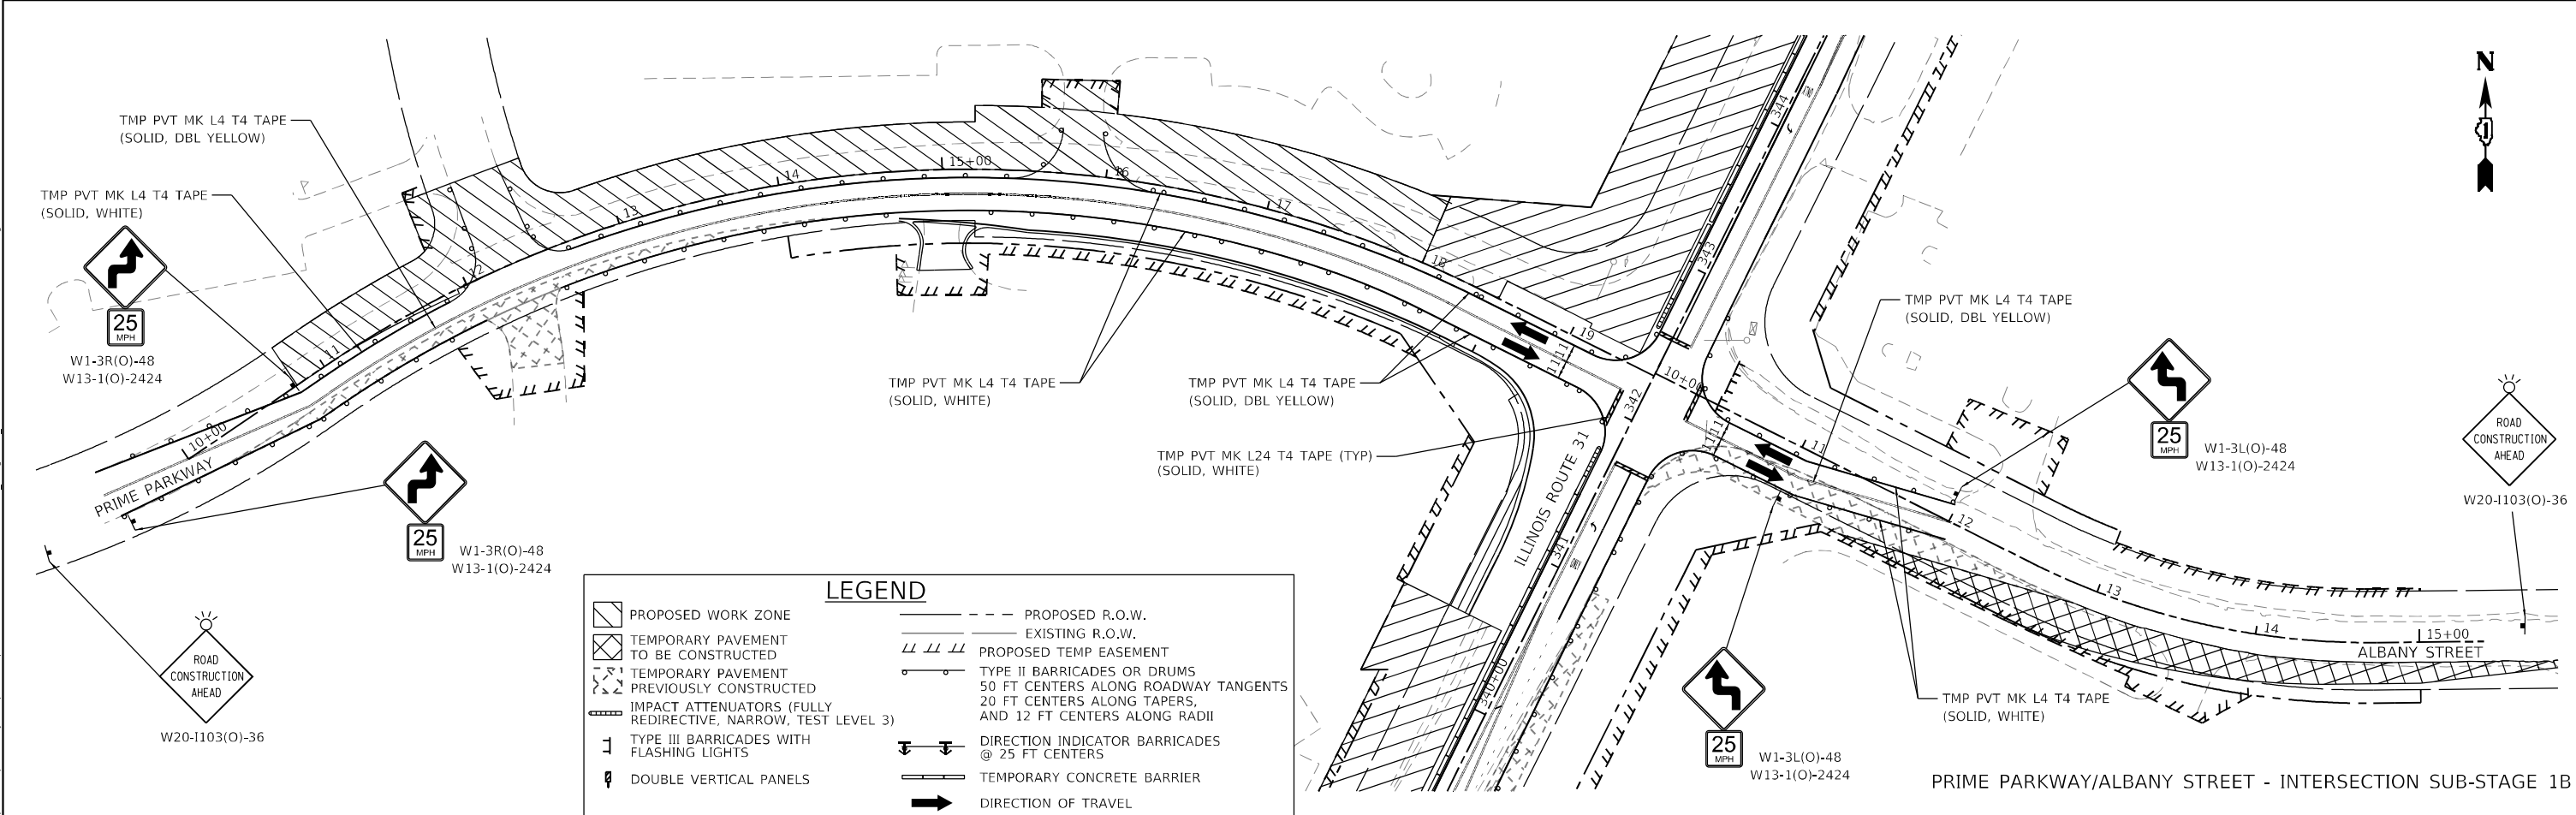 N
TMP PVT MK L4 T4 TAPE
(SOLID, DBL YELLOW)
TMP PVT MK L4 T4 TAPE
(SOLID, WHITE)
25
MPH
W1-3R(O)-48
W13-1(O)-2424
10+00
11
12
13
14
15+00
16
17
18
19
PRIME PARKWAY
25
MPH
W1-3R(O)-48
W13-1(O)-2424
ROAD
CONSTRUCTION
AHEAD
W20-I103(O)-36
TMP PVT MK L4 T4 TAPE
(SOLID, WHITE)
TMP PVT MK L4 T4 TAPE
(SOLID, DBL YELLOW)
TMP PVT MK L24 T4 TAPE (TYP)
(SOLID, WHITE)
11
11
ILLINOIS ROUTE 31
340+00
341
342
343
344
TMP PVT MK L4 T4 TAPE
(SOLID, DBL YELLOW)
25
MPH
W1-3L(O)-48
W13-1(O)-2424
ROAD
CONSTRUCTION
AHEAD
W20-I103(O)-36
10+00
11
11
11
12
13
14
15+00
ALBANY STREET
TMP PVT MK L4 T4 TAPE
(SOLID, WHITE)
25
MPH
W1-3L(O)-48
W13-1(O)-2424
LEGEND
PROPOSED WORK ZONE
TEMPORARY PAVEMENT
TO BE CONSTRUCTED
TEMPORARY PAVEMENT
PREVIOUSLY CONSTRUCTED
IMPACT ATTENUATORS (FULLY
REDIRECTIVE, NARROW, TEST LEVEL 3)
TYPE III BARRICADES WITH
FLASHING LIGHTS
DOUBLE VERTICAL PANELS
PROPOSED R.O.W.
EXISTING R.O.W.
PROPOSED TEMP EASEMENT
TYPE II BARRICADES OR DRUMS
50 FT CENTERS ALONG ROADWAY TANGENTS
20 FT CENTERS ALONG TAPERS,
AND 12 FT CENTERS ALONG RADII
DIRECTION INDICATOR BARRICADES
@ 25 FT CENTERS
TEMPORARY CONCRETE BARRIER
DIRECTION OF TRAVEL
PRIME PARKWAY/ALBANY STREET - INTERSECTION SUB-STAGE 1B